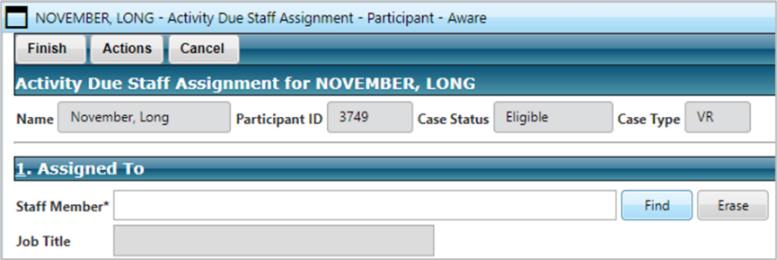 NOVEMBER, LONG - Activity Due Staff Assignment - Participant - Aware
Finish Actions Cancel
Activity Due Staff Assignment for NOVEMBER, LONG
Name November, Long Participant ID 3749 Case Status Eligible Case Type VR
1. Assigned To
Staff Member* Find Erase
Job Title